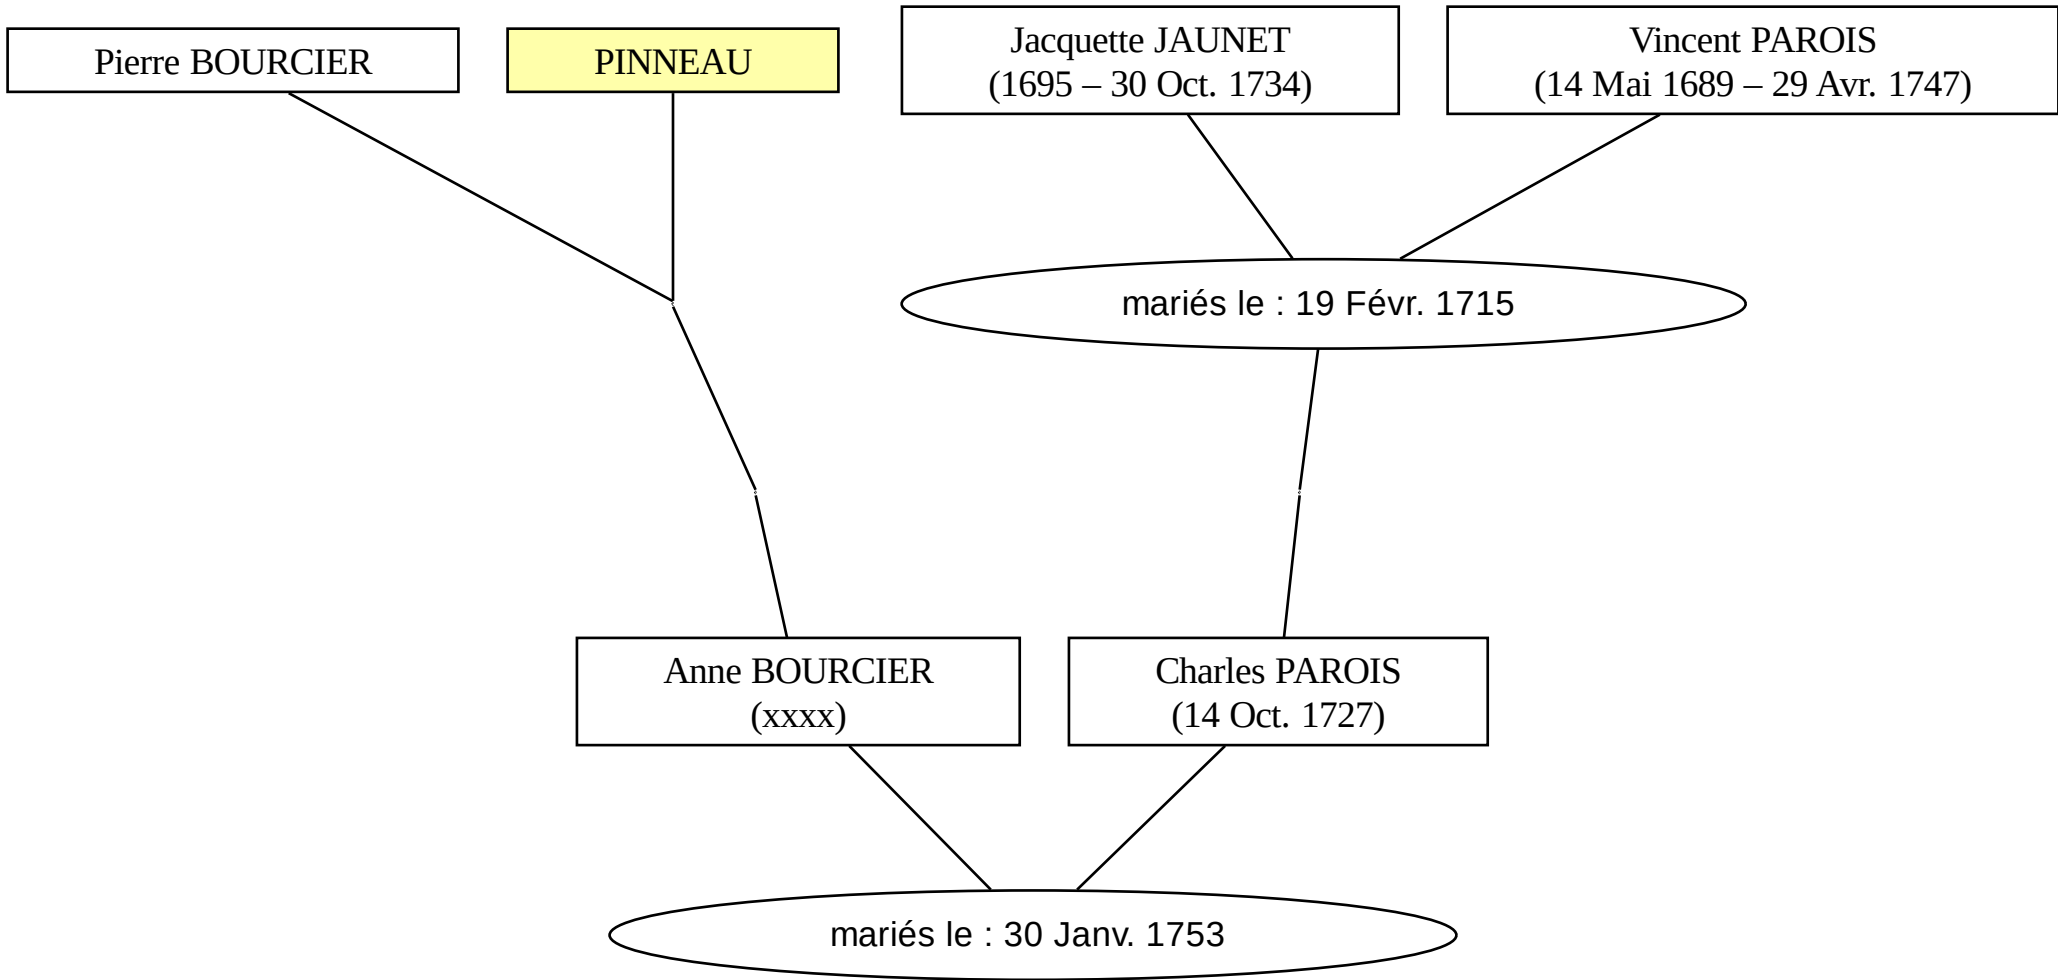 Pierre BOURCIER
PINNEAU
Jacquette JAUNET
(1695 – 30 Oct. 1734)
Vincent PAROIS
(14 Mai 1689 – 29 Avr. 1747)
mariés le : 19 Févr. 1715
Anne BOURCIER
(xxxx)
Charles PAROIS
(14 Oct. 1727)
mariés le : 30 Janv. 1753